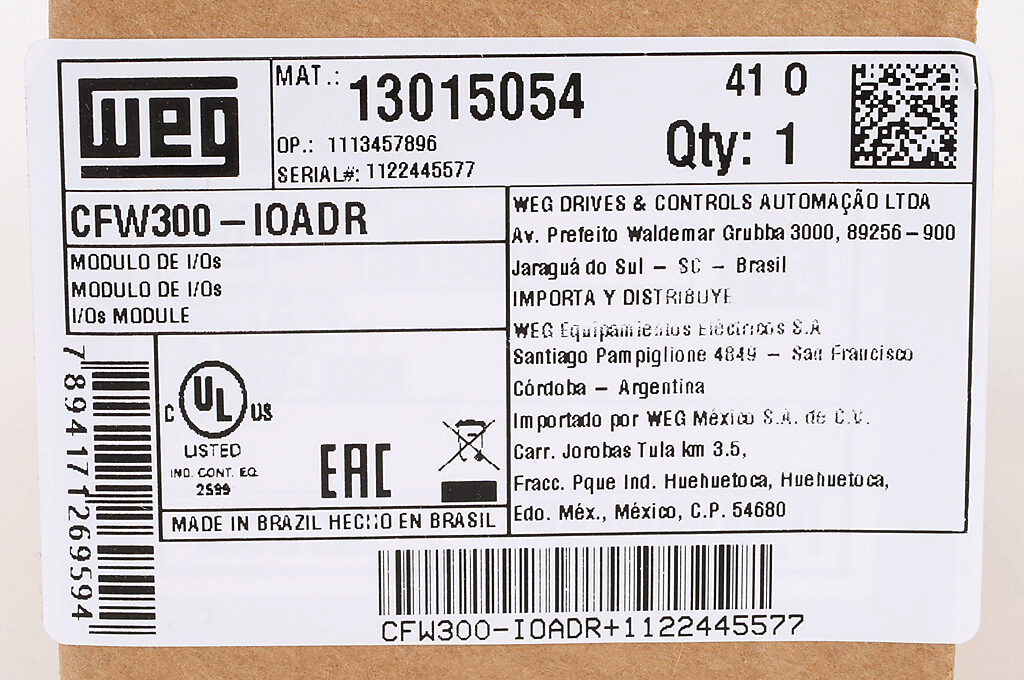 weg
MAT.: 13015054
41 0
OP.: 1113457896
Qty: 1
SERIAL#: 1122445577
CFW300-IOADR
MODULO DE I/Os
MODULO DE I/Os
I/Os MODULE
WEG DRIVES & CONTROLS AUTOMAÇÃO LTDA
Av. Prefeito Waldemar Grubba 3000, 89256-900
Jaraguá do Sul - SC - Brasil
IMPORTA Y DISTRIBUYE
WEG Equipamientos Eléctricos S.A
Santiago Pampiglione 4849 - San Francisco
Córdoba - Argentina
Importado por WEG México S.A. de C.V.
Carr. Jorobas Tula km 3.5,
Fracc. Pque Ind. Huehuetoca, Huehuetoca,
Edo. Méx., México, C.P. 54680
7 894171 269594
C UL US
LISTED
IND. CONT. EQ.
2S99
EAC
MADE IN BRAZIL HECHO EN BRASIL
CFW300-IOADR+1122445577